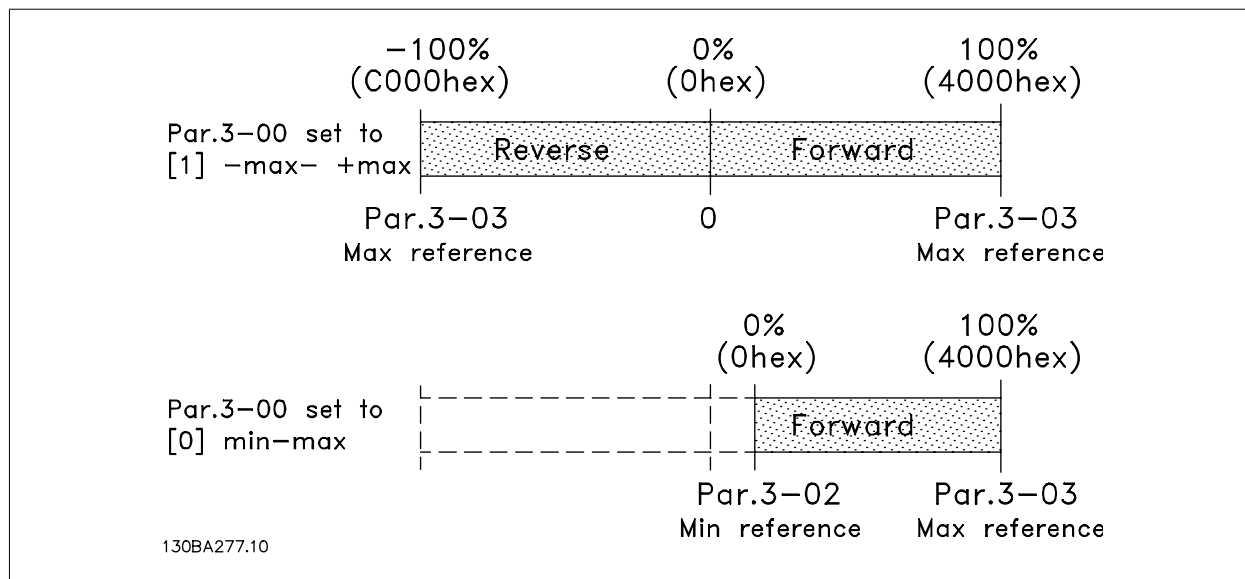 -100% 0% 100%
(C000hex) (0hex) (4000hex)
Par.3-00 set to
[1] -max- +max
Reverse Forward
Par.3-03 0 Par.3-03
Max reference Max reference
0% 100%
(0hex) (4000hex)
Par.3-00 set to
[0] min-max
Forward
Par.3-02 Par.3-03
Min reference Max reference
130BA277.10